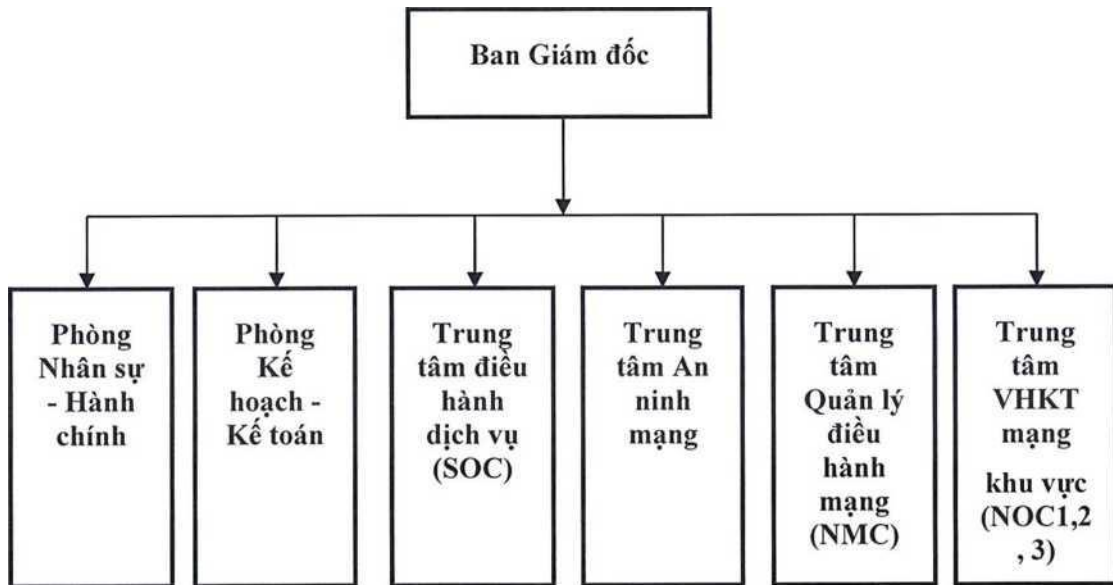 Ban Giám đốc
Phòng
Nhân sự
- Hành
chính
Phòng
Kế
hoạch -
Kế toán
Trung
tâm điều
hành
dịch vụ
(SOC)
Trung
tâm An
ninh
mạng
Trung
tâm
Quản lý
điều
hành
mạng
(NMC)
Trung
tâm
VHKT
mạng
khu vực
(NOC1,2
, 3)